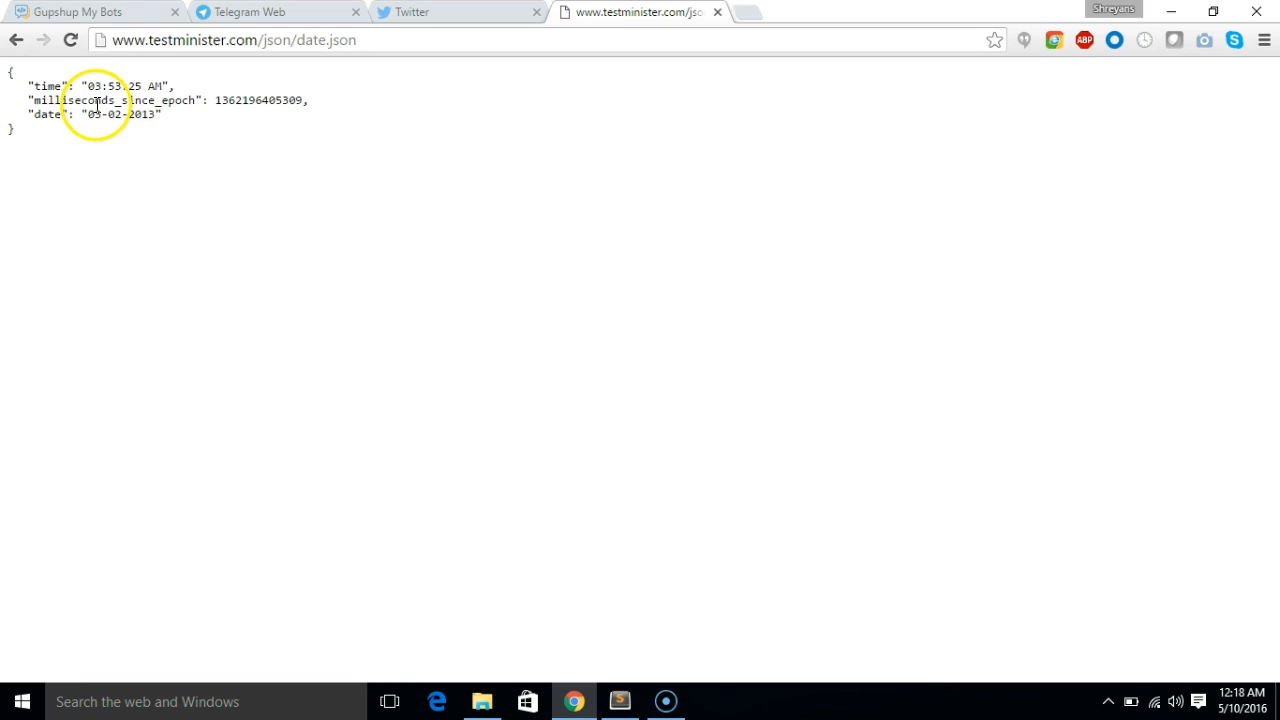 Gupshup My Bots
Telegram Web
Twitter
www.testminister.com/jso
Shreyans
www.testminister.com/json/date.json
ABP
{
"time": "03:53:25 AM",
"milliseconds_since_epoch": 1362196405309,
"date": "03-02-2013"
}
Search the web and Windows
12:18 AM
5/10/2016